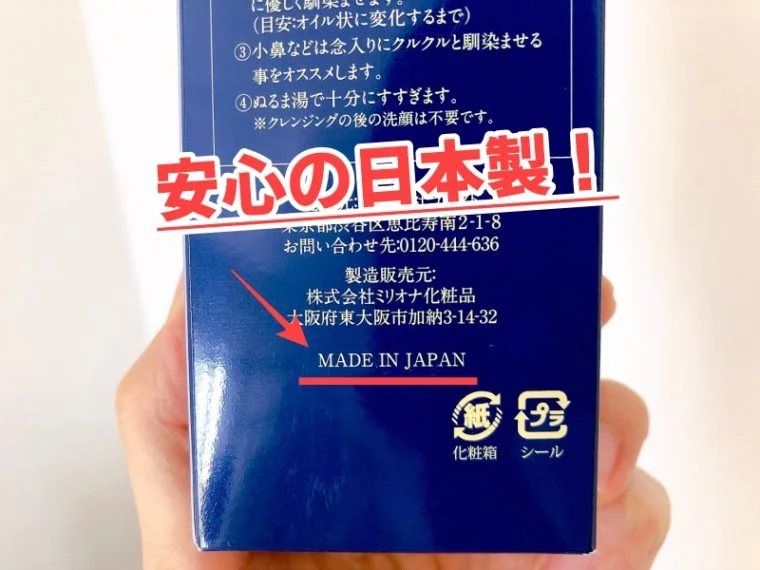 に優しく馴染ませます。
(目安:オイル状に変化するまで)
③小鼻などは念入りにクルクルと馴染ませる
事をオススメします。
④ぬるま湯で十分にすすぎます。
※クレンジングの後の洗顔は不要です。
安心の日本製！
東京都渋谷区恵比寿南2-1-8
お問い合わせ先:0120-444-636
製造販売元:
株式会社ミリオナ化粧品
大阪府東大阪市加納3-14-32
MADE IN JAPAN
紙
プラ
化粧箱
シール